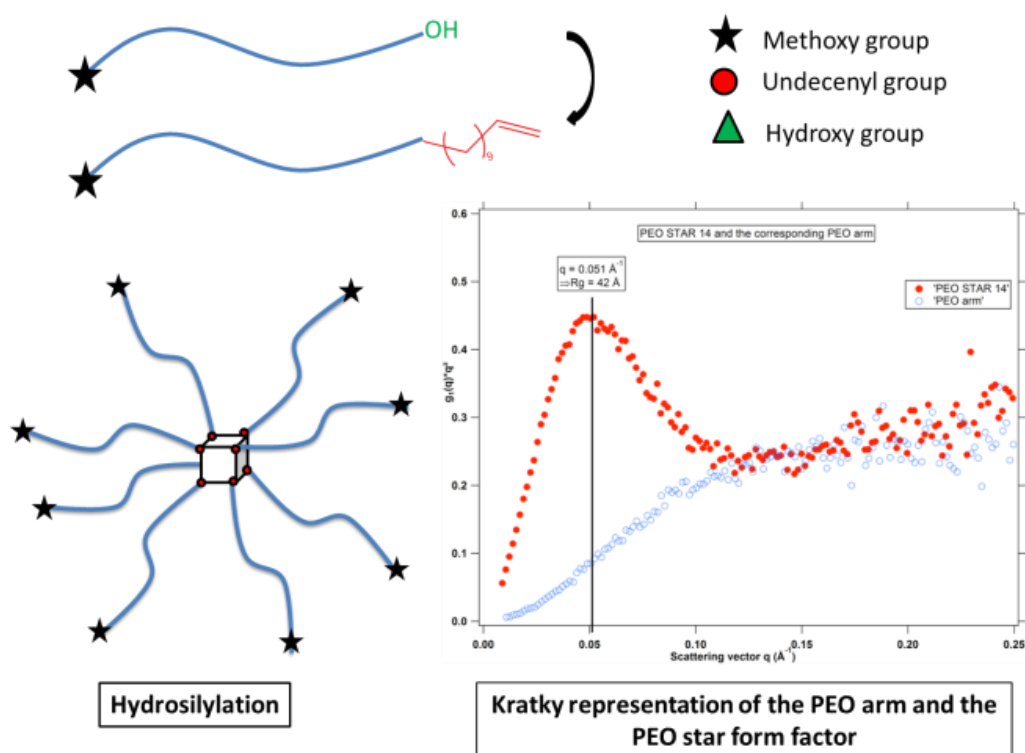 OH
Methoxy group
Undecenyl group
Hydroxy group
9
PEO STAR 14 and the corresponding PEO arm
q = 0.051 Å⁻¹
⇒Rg = 42 Å
'PEO STAR 14'
'PEO arm'
g₁(q)*q²
0.6
0.5
0.4
0.3
0.2
0.1
0.0
0.00 0.05 0.10 0.15 0.20 0.25
Scattering vector q (Å⁻¹)
Hydrosilylation
Kratky representation of the PEO arm and the
PEO star form factor